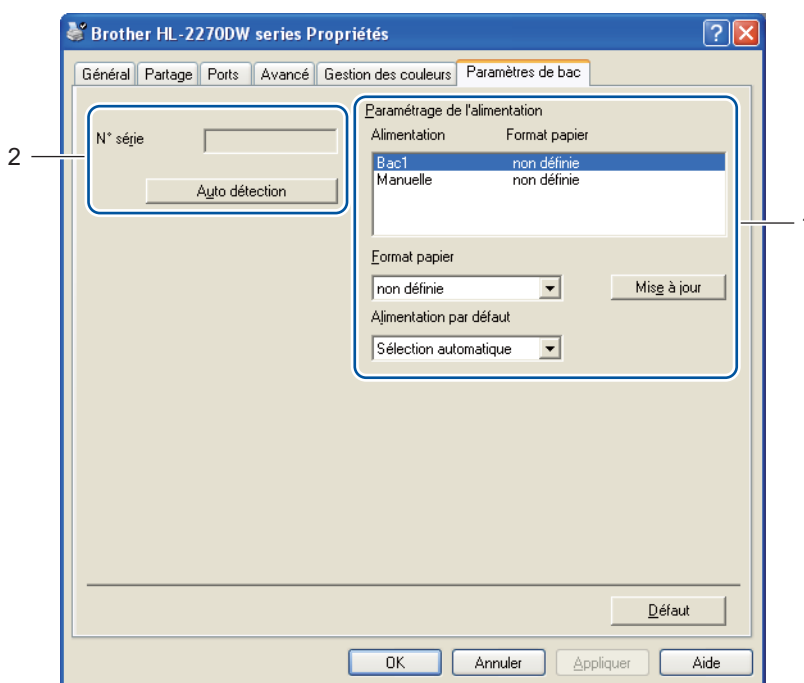 Brother HL-2270DW series Propriétés
Général Partage Ports Avancé Gestion des couleurs Paramètres de bac
2
N° série
Auto détection
Paramétrage de l'alimentation
Alimentation Format papier
Bac1 non définie
Manuelle non définie
Format papier
non définie Mise à jour
Alimentation par défaut
Sélection automatique
Défaut
OK Annuler Appliquer Aide